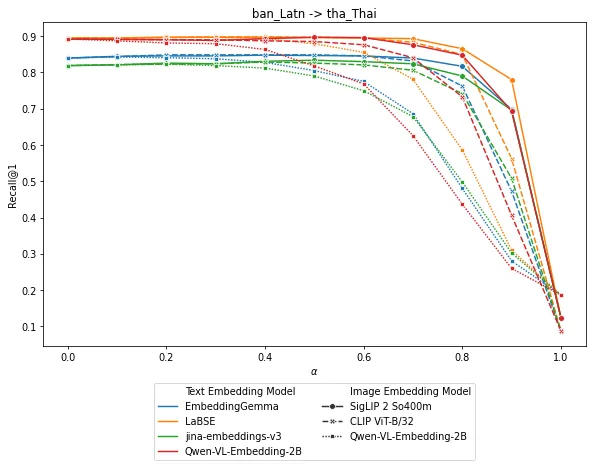 ban_Latn -> tha_Thai
Recall@1
0.9
0.8
0.7
0.6
0.5
0.4
0.3
0.2
0.1
0.0 0.2 0.4 0.6 0.8 1.0
α
Text Embedding Model
EmbeddingGemma
LaBSE
jina-embeddings-v3
Qwen-VL-Embedding-2B
Image Embedding Model
SigLIP 2 So400m
CLIP ViT-B/32
Qwen-VL-Embedding-2B